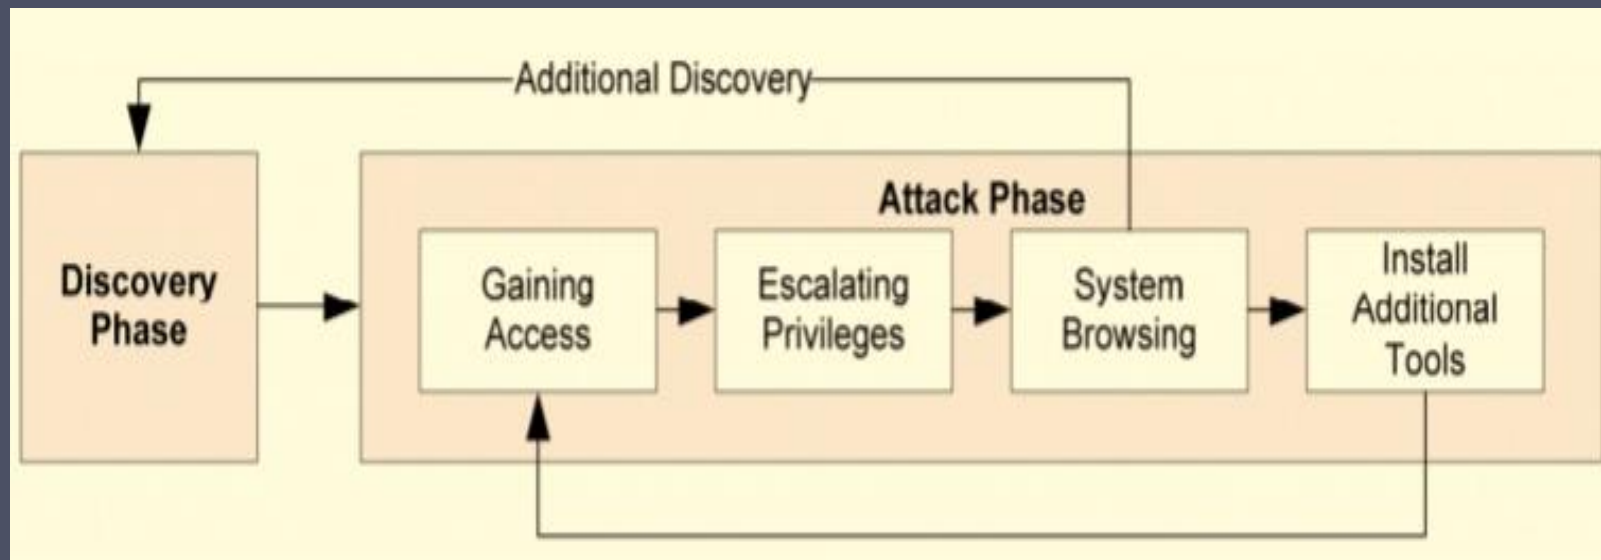 Additional Discovery
Discovery
Phase
Attack Phase
Gaining
Access
Escalating
Privileges
System
Browsing
Install
Additional
Tools